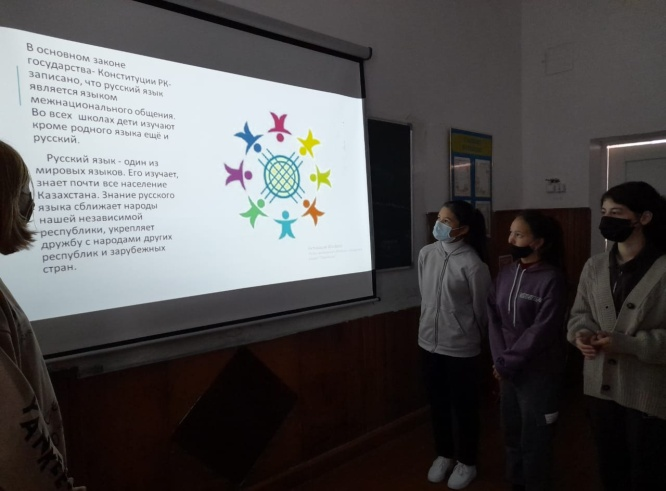 В основном законе
государства- Конституции РК-
записано, что русский язык
является языком
межнационального общения.
Во всех школах дети изучают
кроме родного языка ещё и
русский.
Русский язык - один из
мировых языков. Его изучает,
знает почти все население
Казахстана. Знание русского
языка сближает народы
нашей независимой
республики, укрепляет
дружбу с народами других
республик и зарубежных
стран.